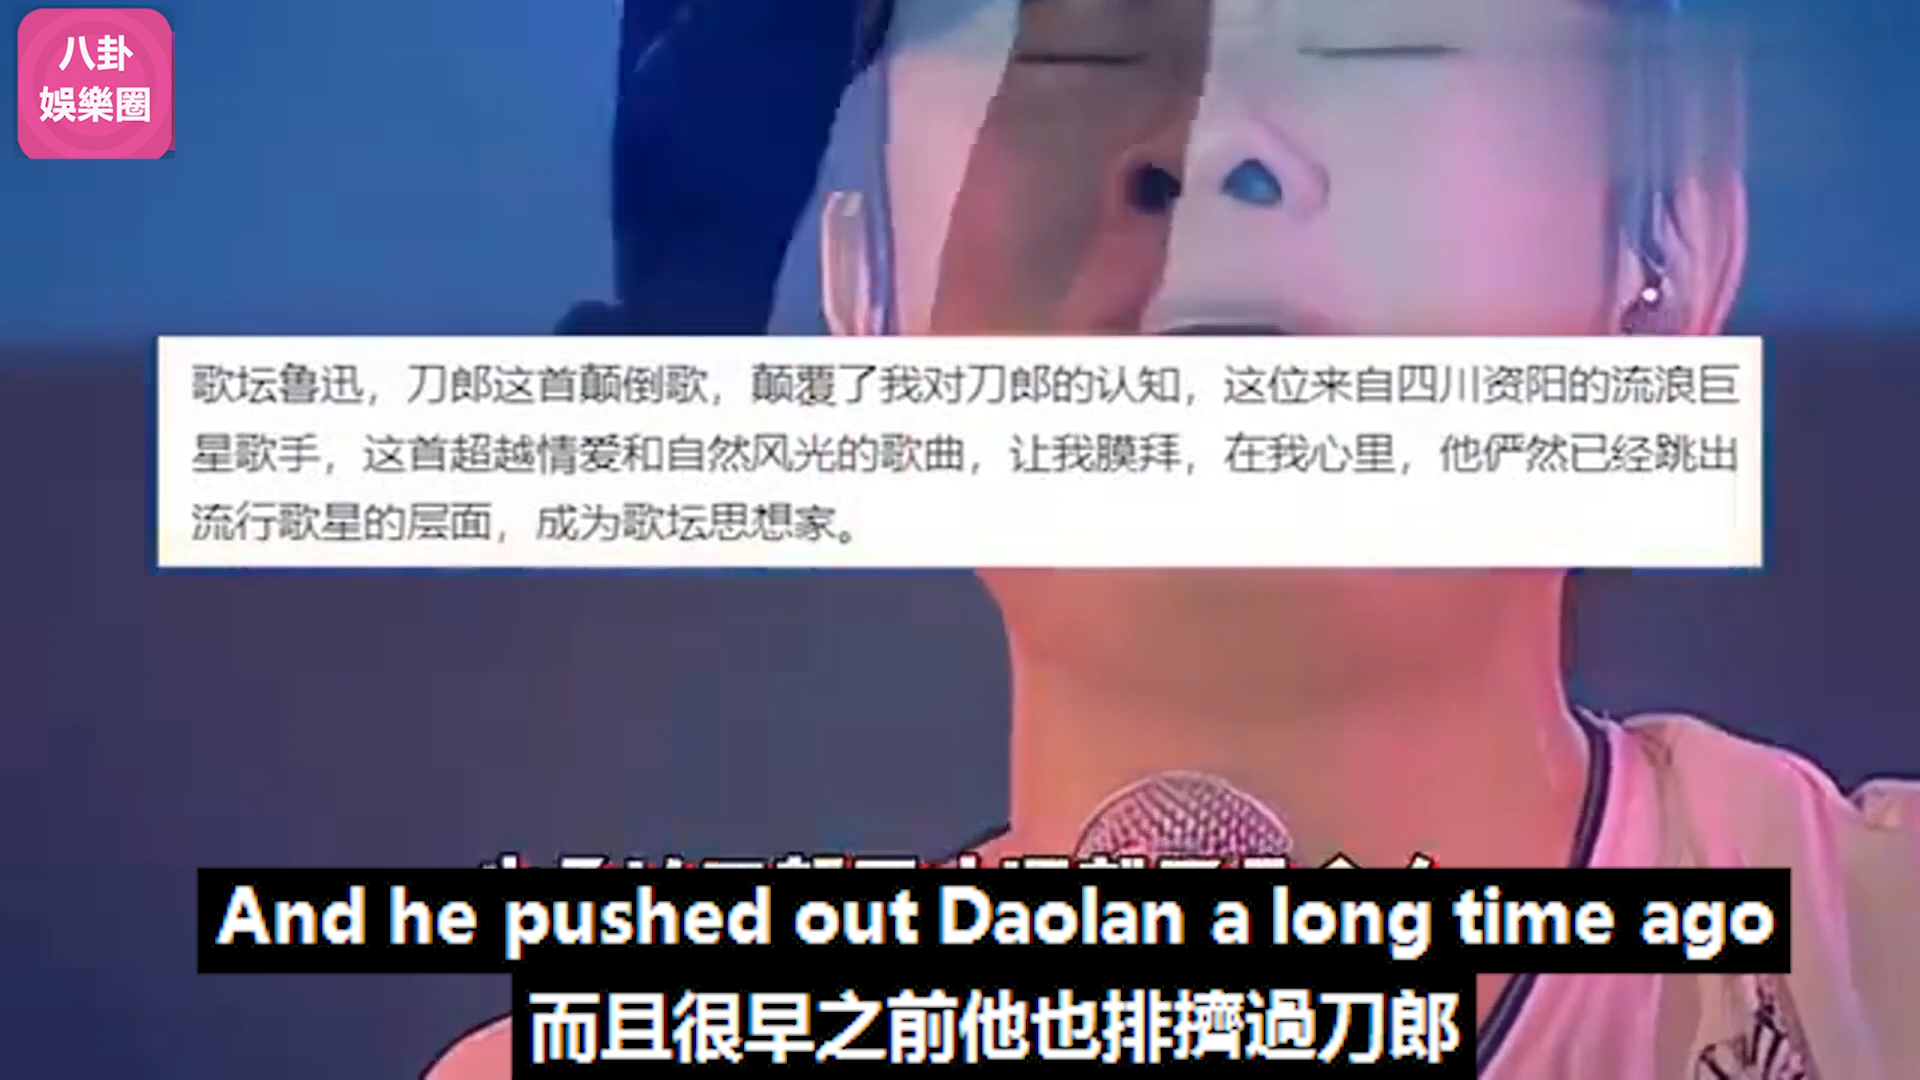 八卦
娛樂圈
歌坛鲁迅，刀郎这首颠倒歌，颠覆了我对刀郎的认知，这位来自四川资阳的流浪巨
星歌手，这首超越情爱和自然风光的歌曲，让我膜拜，在我心里，他俨然已经跳出
流行歌星的层面，成为歌坛思想家。
And he pushed out Daolan a long time ago
而且很早之前他也排擠過刀郎